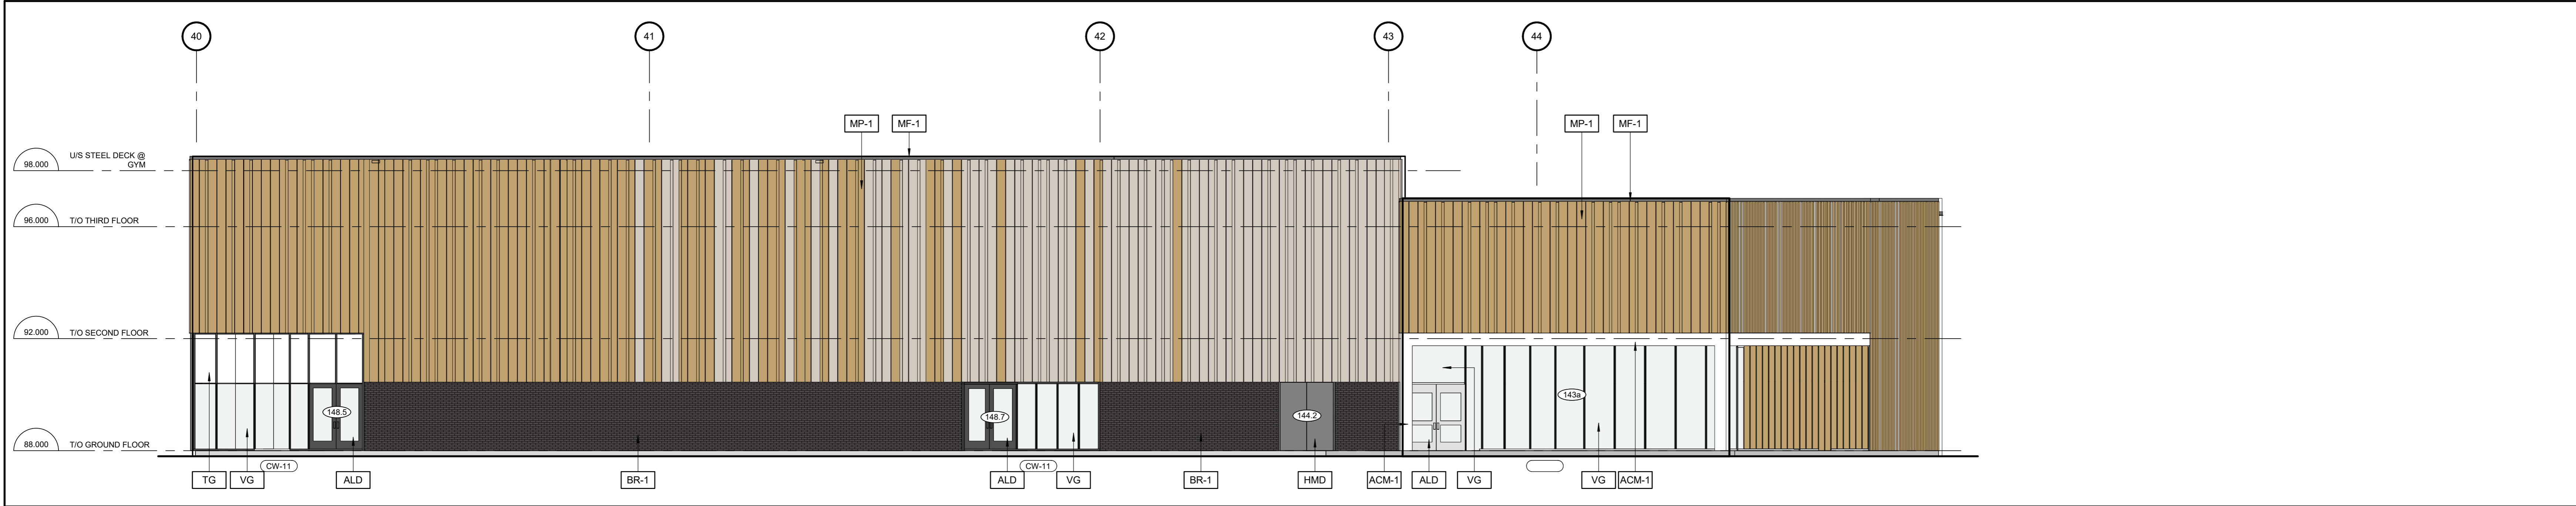 40
41
42
43
44
MP-1
MF-1
MP-1
MF-1
98.000
U/S STEEL DECK @
GYM
96.000
T/O THIRD FLOOR
92.000
T/O SECOND FLOOR
88.000
T/O GROUND FLOOR
148.5
148.7
144.2
143a
CW-11
CW-11
TG
VG
ALD
BR-1
ALD
VG
BR-1
HMD
ACM-1
ALD
VG
VG
ACM-1